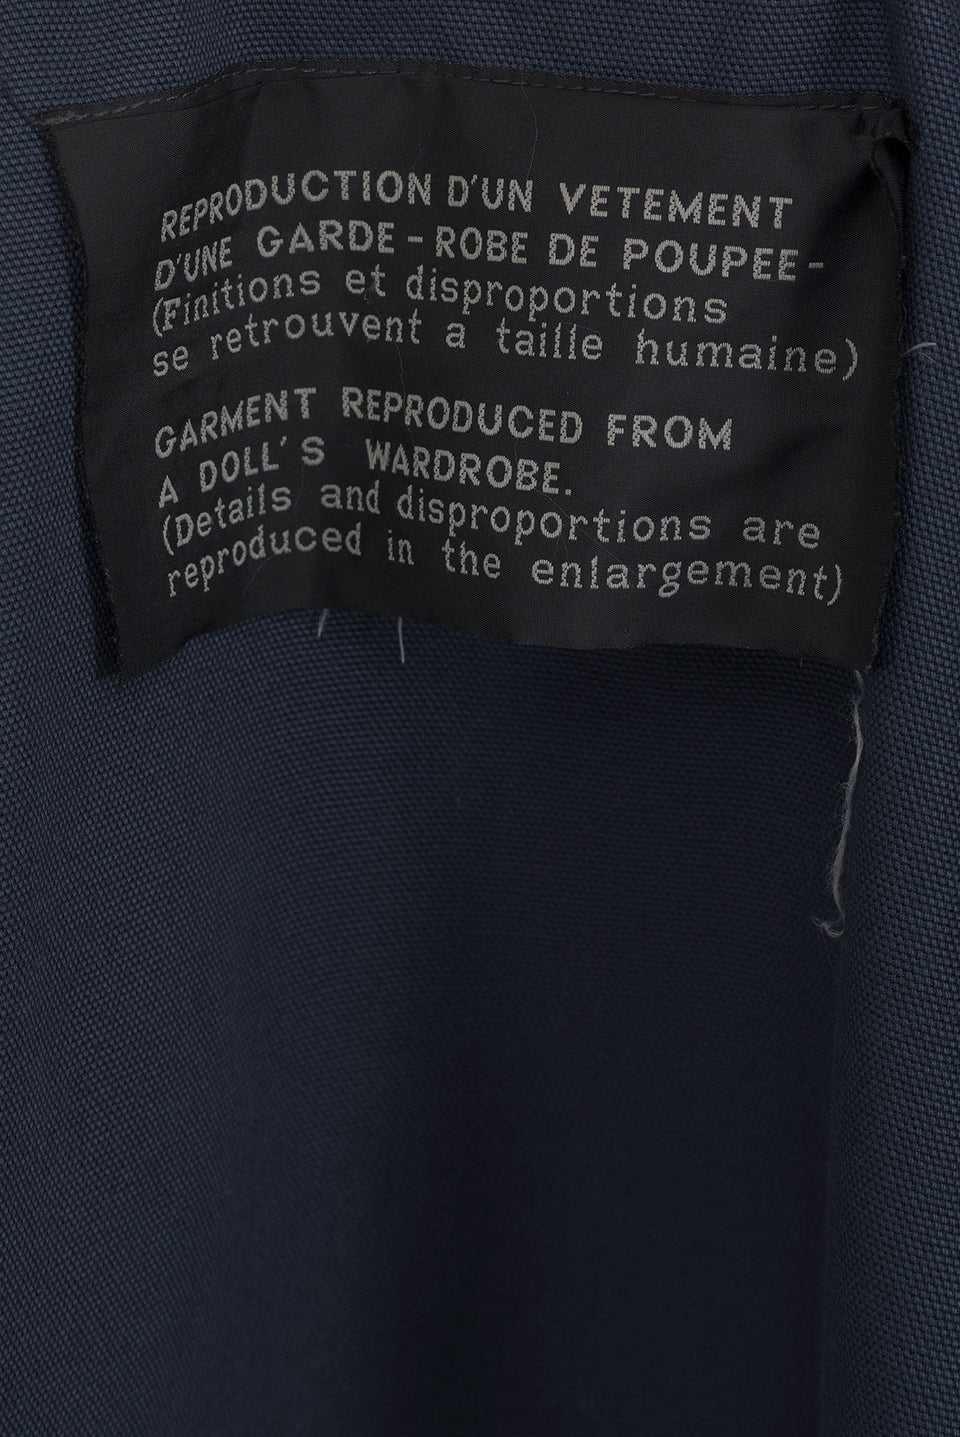 REPRODUCTION D'UN VETEMENT
D'UNE GARDE-ROBE DE POUPEE-
(Finitions et disproportions
se retrouvent a taille humaine)
GARMENT REPRODUCED FROM
A DOLL'S WARDROBE.
(Details and disproportions are
reproduced in the enlargement)